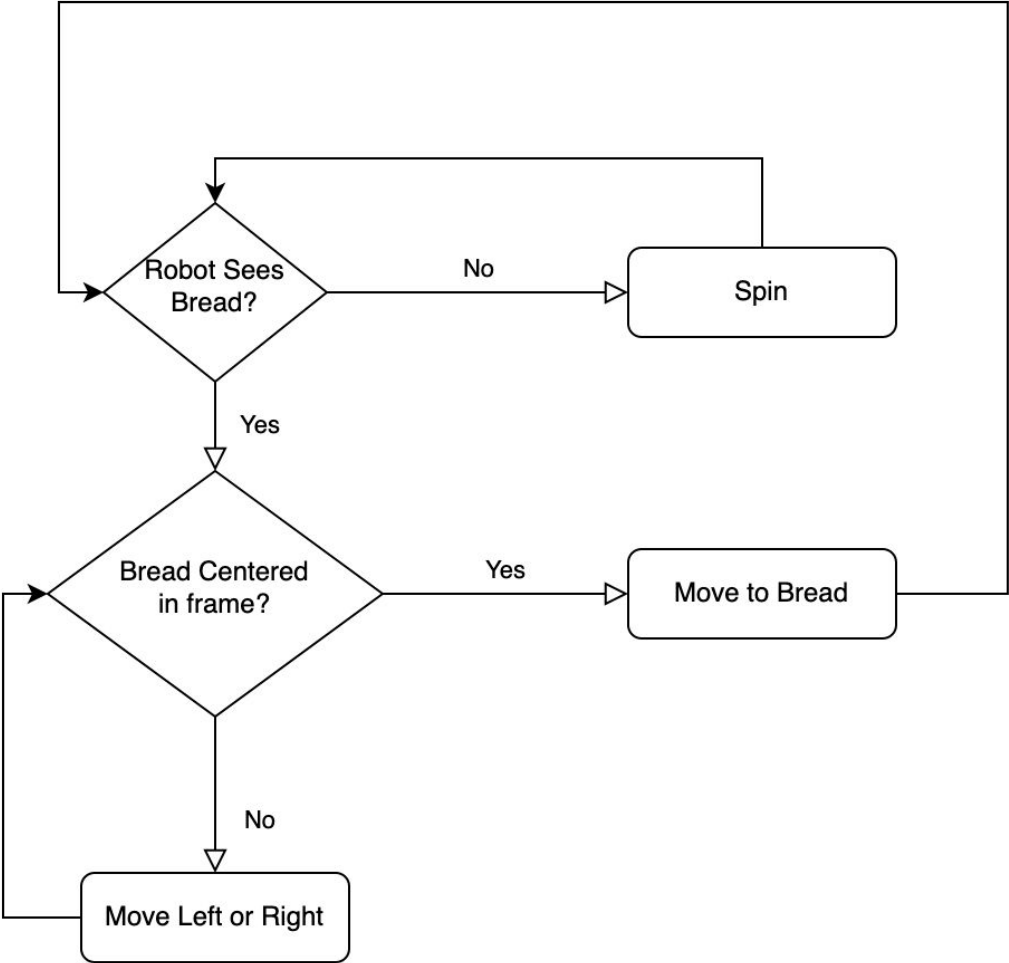 Robot Sees
Bread?
No
Spin
Yes
Bread Centered
in frame?
Yes
Move to Bread
No
Move Left or Right